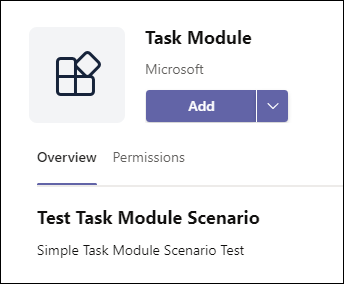 Task Module
Microsoft
Add
Overview Permissions
Test Task Module Scenario
Simple Task Module Scenario Test